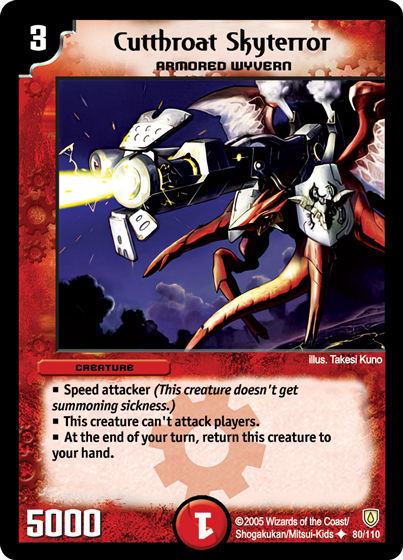 3
Cutthroat Skyterror
ARMORED WYVERN
illus. Takesi Kuno
CREATURE
▪ Speed attacker (This creature doesn't get
summoning sickness.)
▪ This creature can't attack players.
▪ At the end of your turn, return this creature to
your hand.
5000
1
©2005 Wizards of the Coast/
Shogakukan/Mitsui-Kids ✦ 80/110